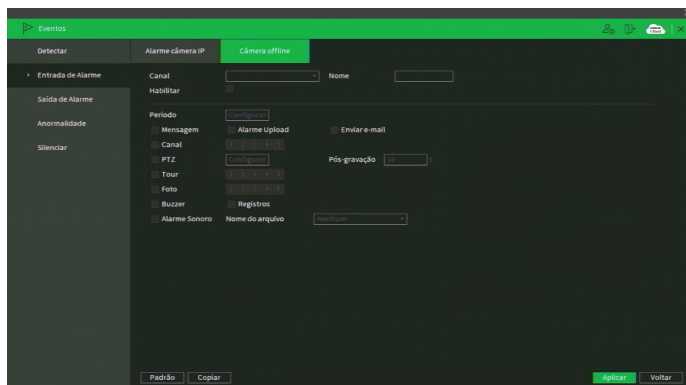 Eventos
Detectar
Entrada de Alarme
Saída de Alarme
Anormalidade
Silenciar
Alarme câmera IP Câmera offline
Canal Nome
Habilitar
Período Configurar
Mensagem Alarme Upload Enviar e-mail
Canal 1 2 3 4 5
PTZ Configurar Pós-gravação 10 s
Tour 1 2 3 4 5
Foto 1 2 3 4 5
Buzzer Registros
Alarme Sonoro Nome do arquivo Nenhum
Padrão Copiar Aplicar Voltar